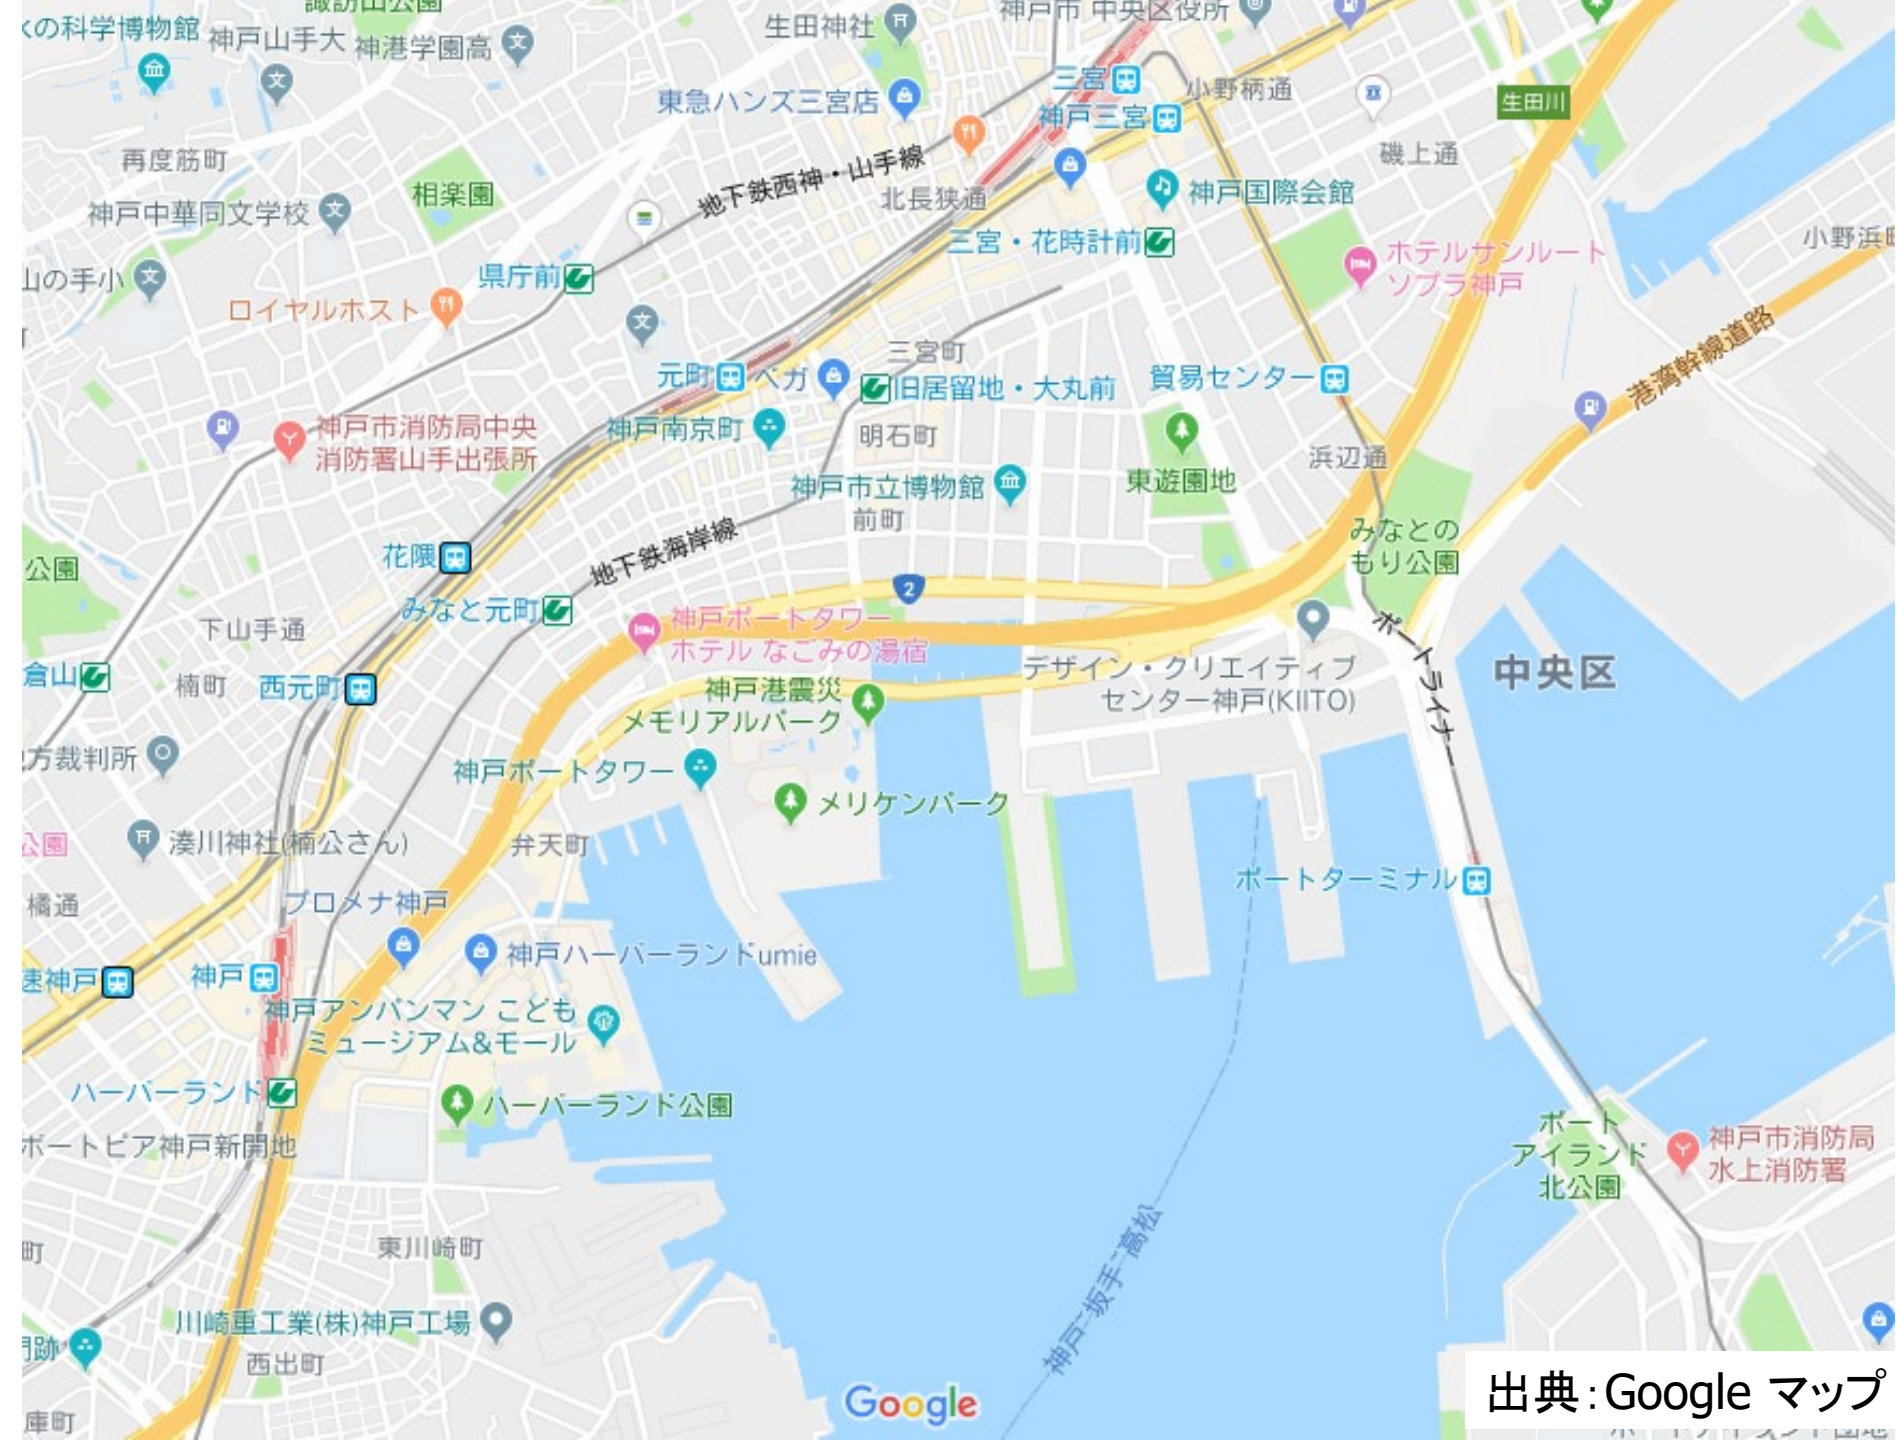 諏訪山公園
の科学博物館
神戸山手大
神港学園高
生田神社
神戸市 中央区役所
三宮
小野柄通
東急ハンズ三宮店
神戸三宮
生田川
再度筋町
地下鉄西神・山手線
磯上通
相楽園
北長狭通
神戸国際会館
神戸中華同文学校
三宮・花時計前
小野浜町
ホテルサンルート
ソプラ神戸
山の手小
県庁前
ロイヤルホスト
港湾幹線道路
三宮町
元町
ベガ
旧居留地・大丸前
貿易センター
神戸市消防局中央
消防署山手出張所
神戸南京町
明石町
浜辺通
神戸市立博物館
東遊園地
前町
みなとの
もり公園
地下鉄海岸線
花隈
公園
2
みなと元町
下山手通
神戸ポートタワー
ホテル なごみの湯宿
ポートライナー
倉山
楠町
西元町
デザイン・クリエイティブ
センター神戸(KIITO)
中央区
神戸港震災
メモリアルパーク
方裁判所
神戸ポートタワー
メリケンパーク
公園
湊川神社(楠公さん)
弁天町
ポートターミナル
橘通
プロメナ神戸
神戸ハーバーランドumie
速神戸
神戸
神戸アンパンマン こども
ミュージアム&モール
ハーバーランド
ハーバーランド公園
ポート
アイランド
北公園
神戸市消防局
水上消防署
ボートピア神戸新開地
町
東川崎町
神戸~坂手~高松
川崎重工業(株)神戸工場
跡
西出町
庫町
Google
出典：Google マップ